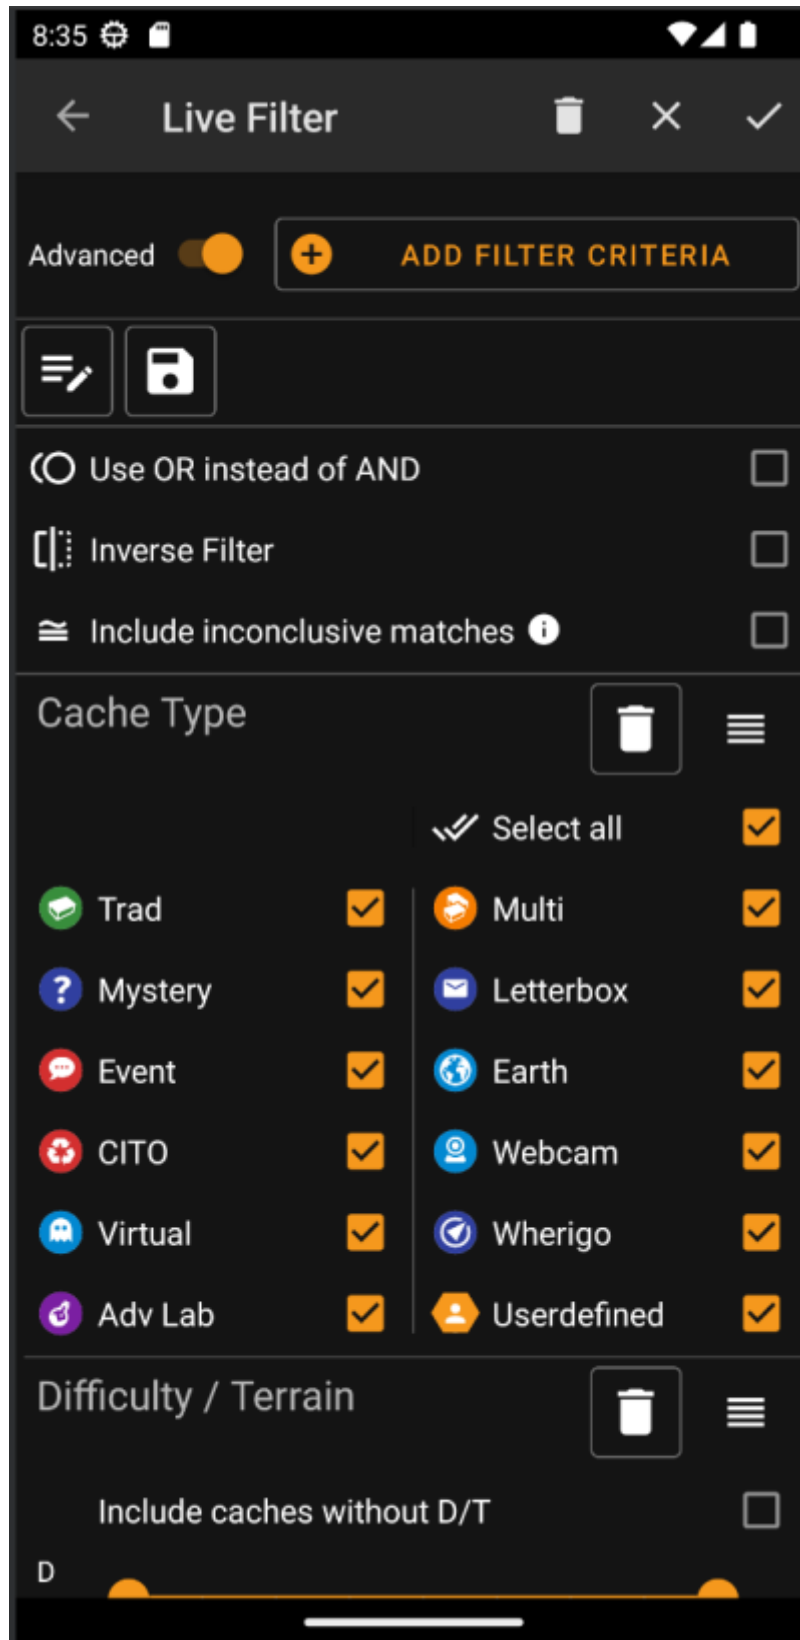 8:35
Live Filter
Advanced ADD FILTER CRITERIA
Use OR instead of AND
Inverse Filter
Include inconclusive matches
Cache Type
Select all
Trad Multi
Mystery Letterbox
Event Earth
CITO Webcam
Virtual Wherigo
Adv Lab Userdefined
Difficulty / Terrain
Include caches without D/T
D